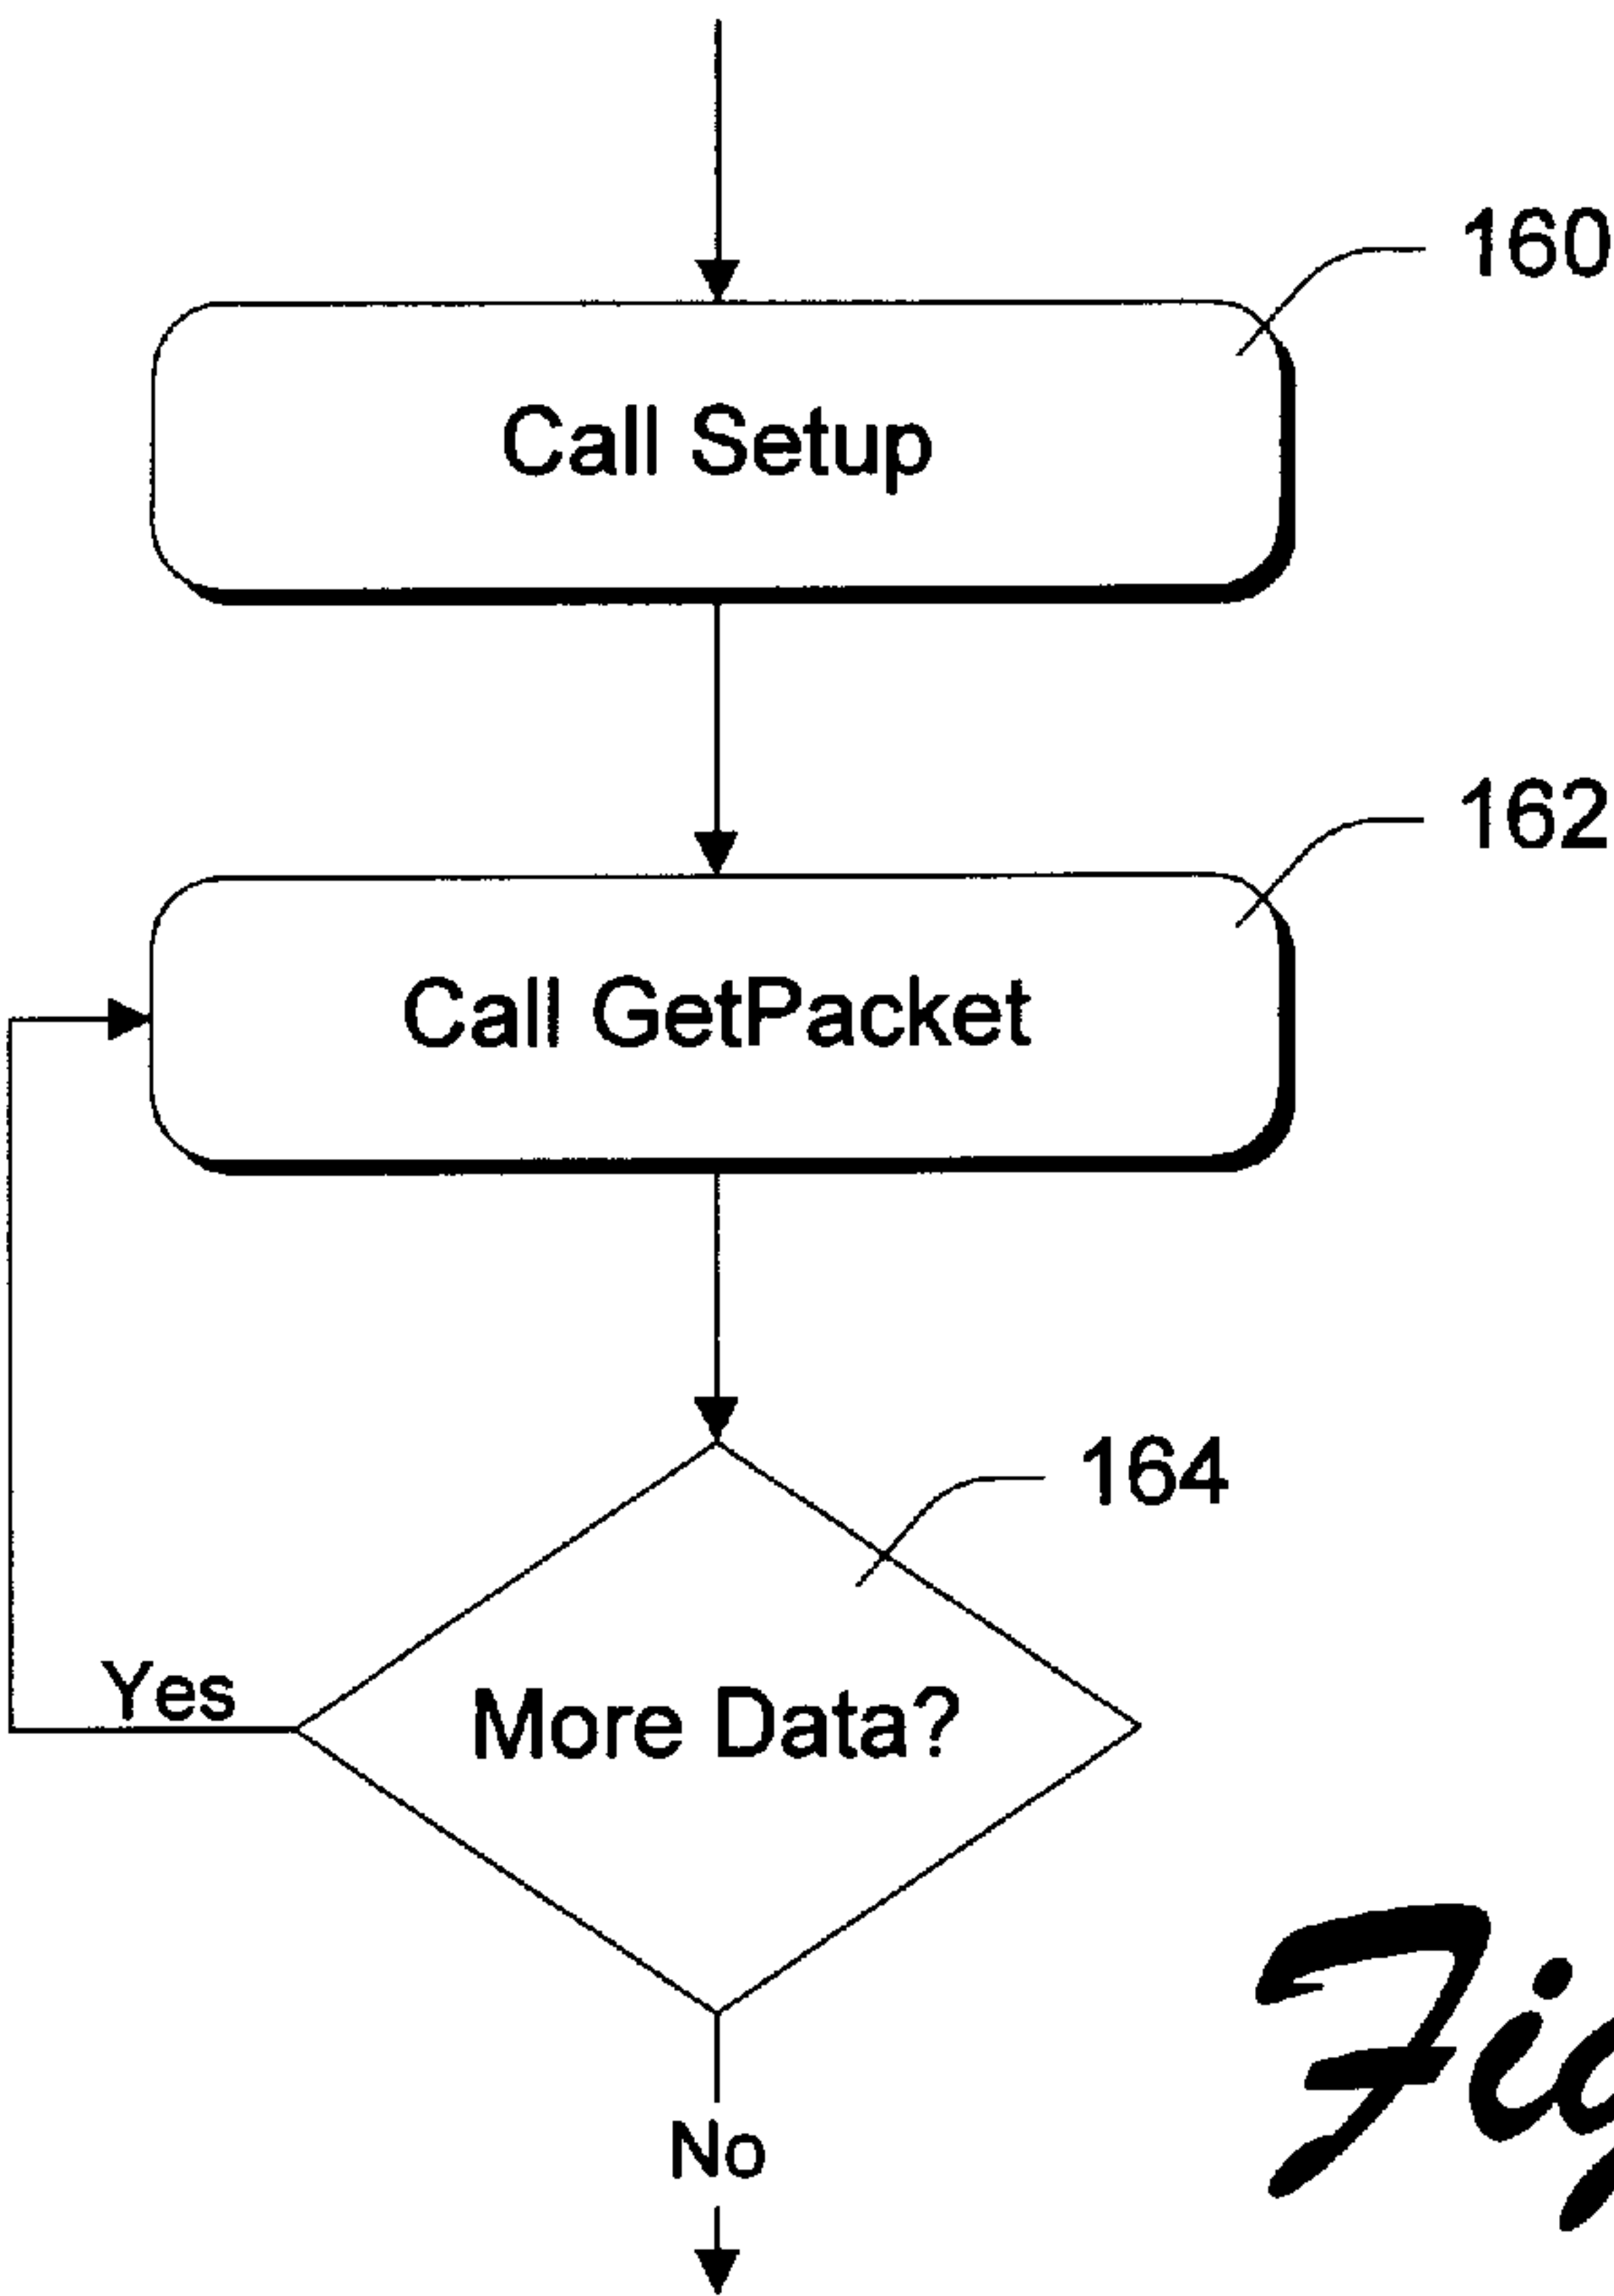 160
Call Setup
162
Call GetPacket
164
Yes
More Data?
No